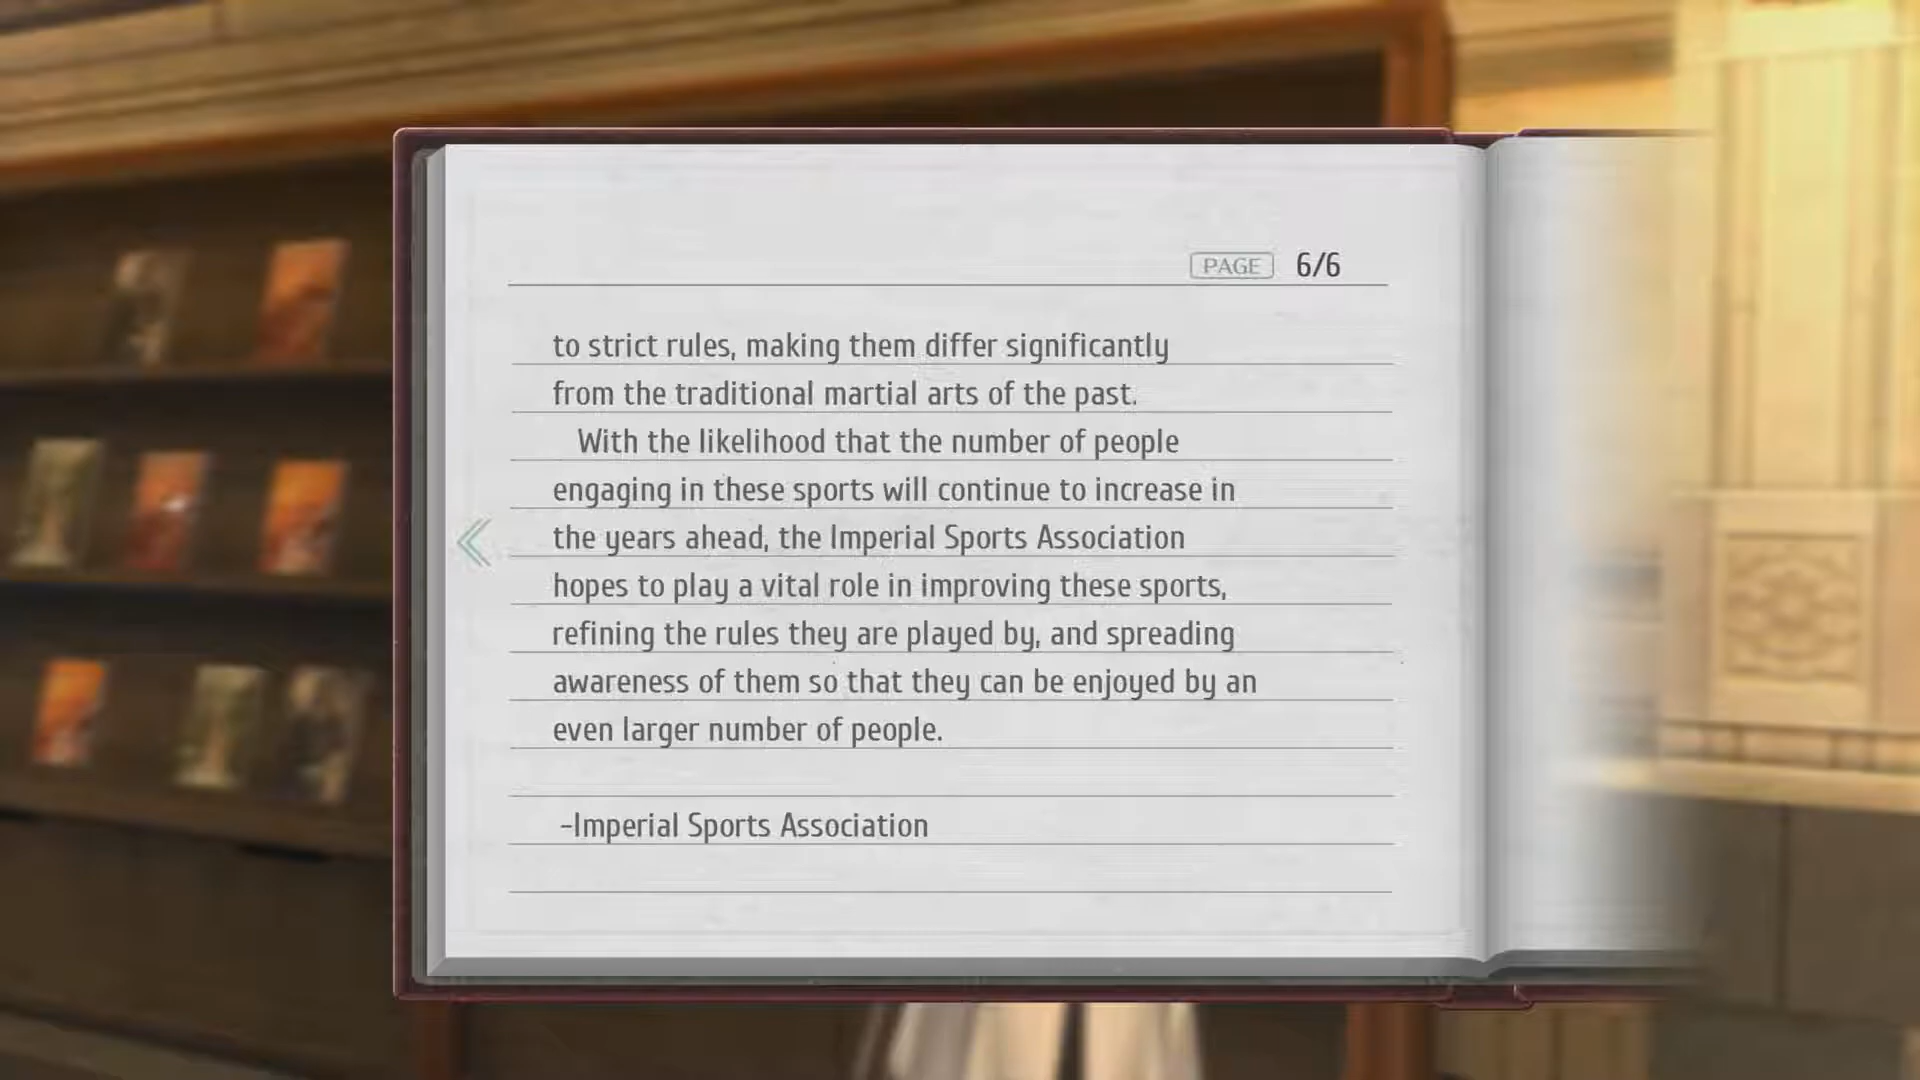 PAGE 6/6
to strict rules, making them differ significantly
from the traditional martial arts of the past.
With the likelihood that the number of people
engaging in these sports will continue to increase in
the years ahead, the Imperial Sports Association
hopes to play a vital role in improving these sports,
refining the rules they are played by, and spreading
awareness of them so that they can be enjoyed by an
even larger number of people.
-Imperial Sports Association